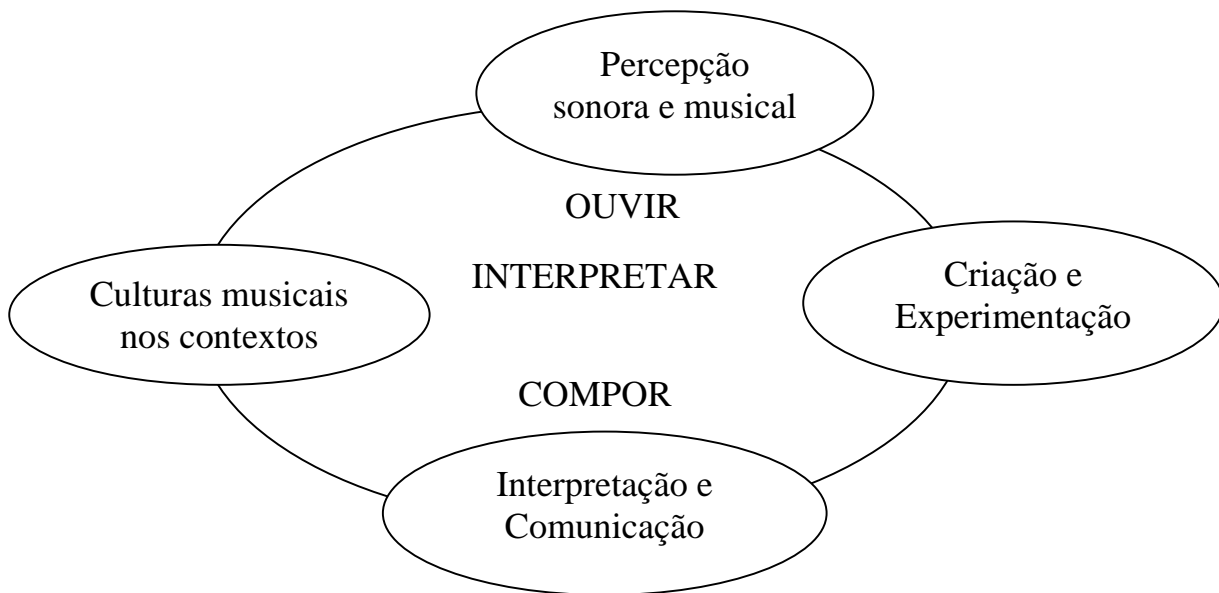 Percepção
sonora e musical
OUVIR
INTERPRETAR
Culturas musicais
nos contextos
Criação e
Experimentação
COMPOR
Interpretação e
Comunicação